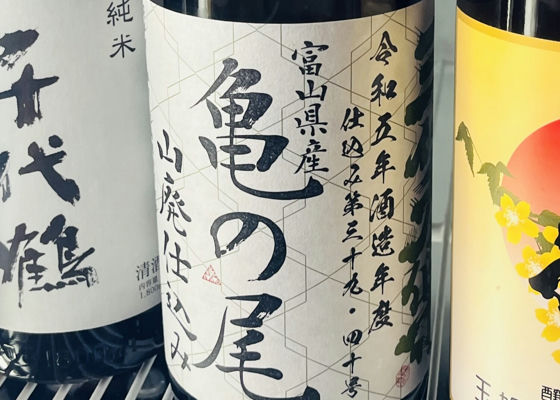 純米
千代鶴
清酒
令和五年酒造年度
仕込み第三十九・四十号
富山県産
亀の尾
山廃仕込み